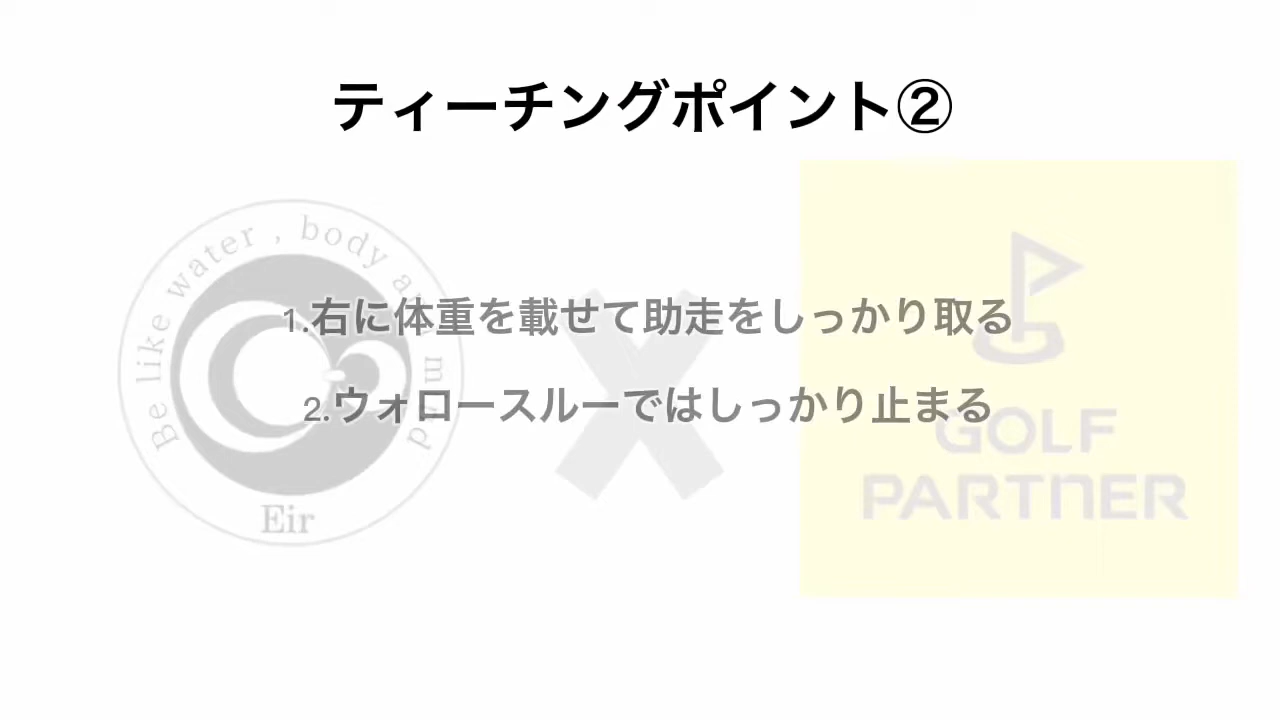 ティーチングポイント②
Be like water , body and mind
1.右に体重を載せて助走をしっかり取る
2.ウォロースルーではしっかり止まる
GOLF
PARTNER
Eir